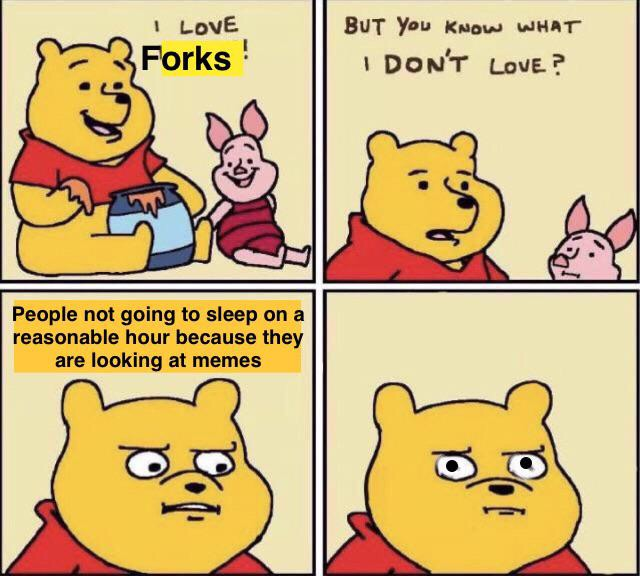 I LOVE
Forks !
BUT YOU KNOW WHAT
I DON'T LOVE?
People not going to sleep on a
reasonable hour because they
are looking at memes